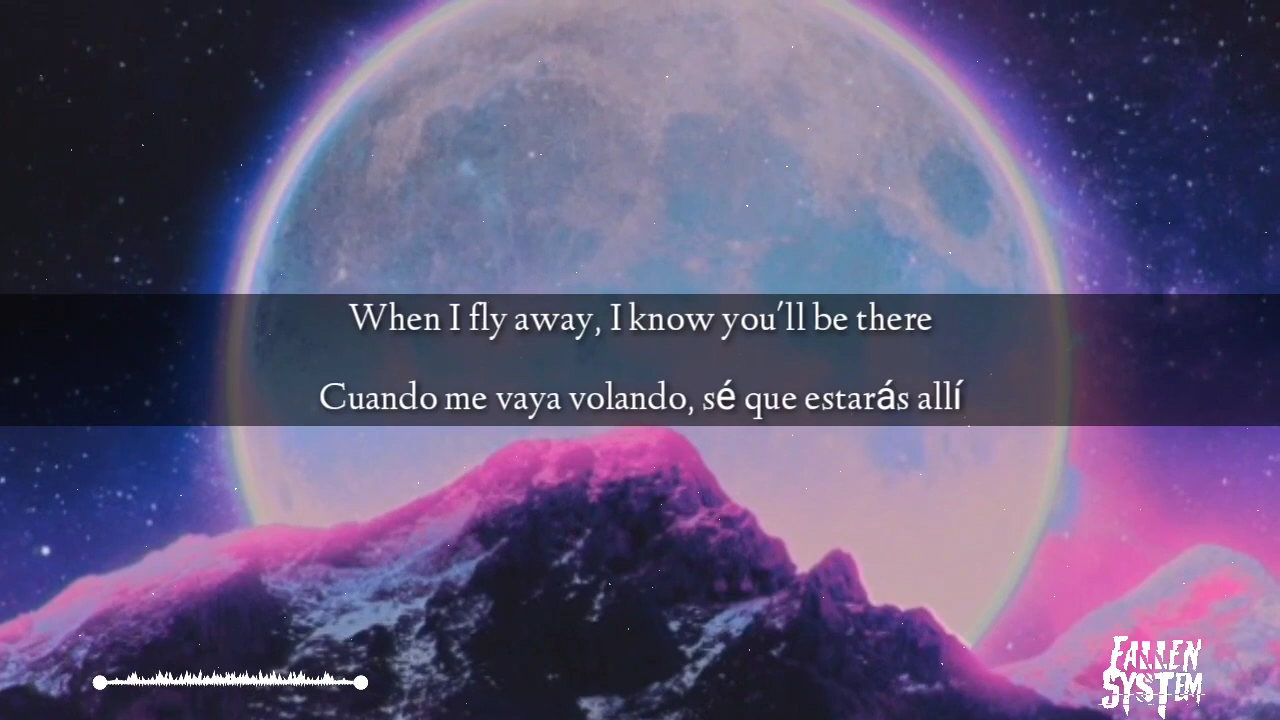 When I fly away, I know you'll be there
Cuando me vaya volando, sé que estarás allí
FALLEN
SYSTEM